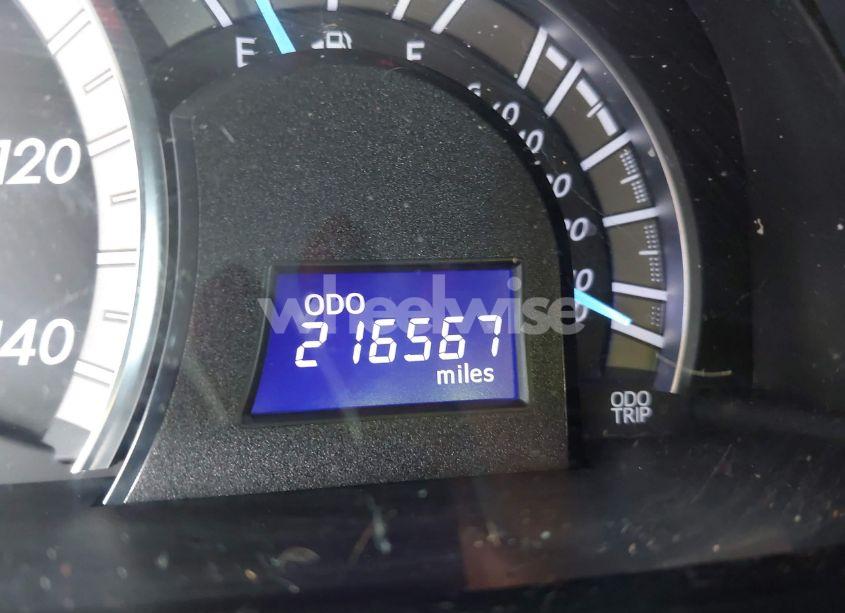 E F
120
140
wheelwise
ODO
216567
miles
ODO
TRIP